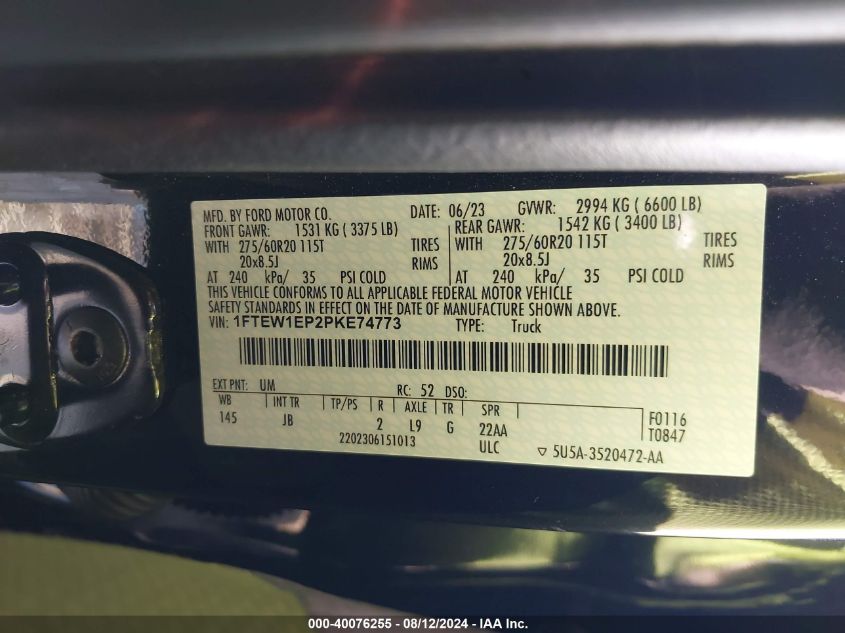 MFD. BY FORD MOTOR CO. DATE: 06/23 GVWR: 2994 KG ( 6600 LB)
FRONT GAWR: 1531 KG ( 3375 LB) REAR GAWR: 1542 KG ( 3400 LB)
WITH 275/60R20 115T TIRES WITH 275/60R20 115T TIRES
20x8.5J RIMS 20x8.5J RIMS
AT 240 kPa/ 35 PSI COLD AT 240 kPa/ 35 PSI COLD
THIS VEHICLE CONFORMS TO ALL APPLICABLE FEDERAL MOTOR VEHICLE
SAFETY STANDARDS IN EFFECT ON THE DATE OF MANUFACTURE SHOWN ABOVE.
VIN: 1FTEW1EP2PKE74773 TYPE: Truck
EXT PNT: UM RC: 52 DSO:
WB INT TR TP/PS R AXLE TR SPR F0116
145 JB 2 L9 G 22AA T0847
2202306151013 ULC ▽ 5U5A-3520472-AA
000-40076255 - 08/12/2024 - IAA Inc.